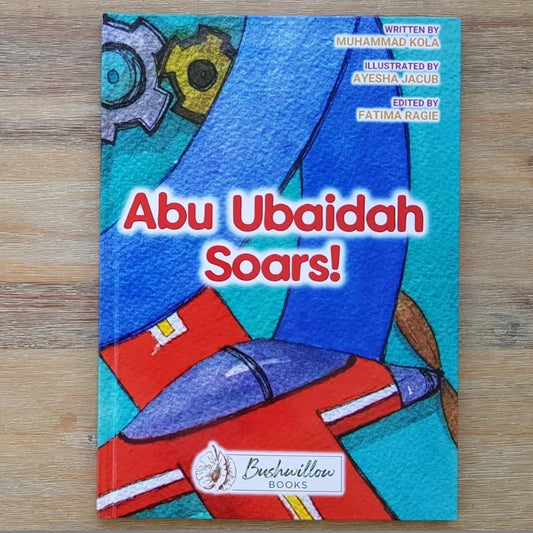 WRITTEN BY
MUHAMMAD KOLA
ILLUSTRATED BY
AYESHA JACUB
EDITED BY
FATIMA RAGIE
Abu Ubaidah
Soars!
Bushwillow
BOOKS